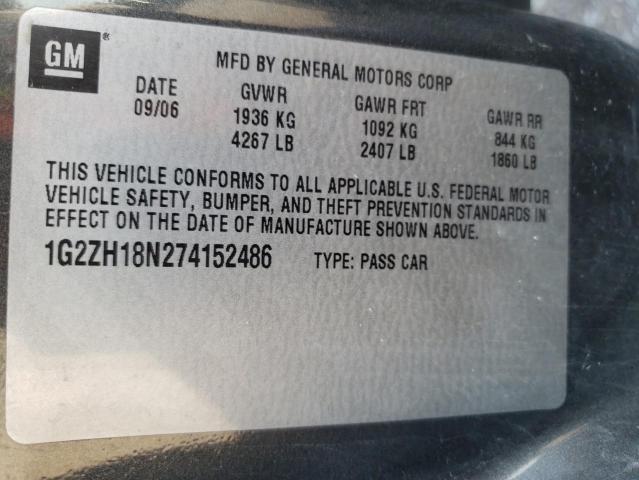 GM ®
MFD BY GENERAL MOTORS CORP
DATE GVWR GAWR FRT GAWR RR
09/06 1936 KG 1092 KG 844 KG
4267 LB 2407 LB 1860 LB
THIS VEHICLE CONFORMS TO ALL APPLICABLE U.S. FEDERAL MOTOR
VEHICLE SAFETY, BUMPER, AND THEFT PREVENTION STANDARDS IN
EFFECT ON THE DATE OF MANUFACTURE SHOWN ABOVE.
1G2ZH18N274152486 TYPE: PASS CAR